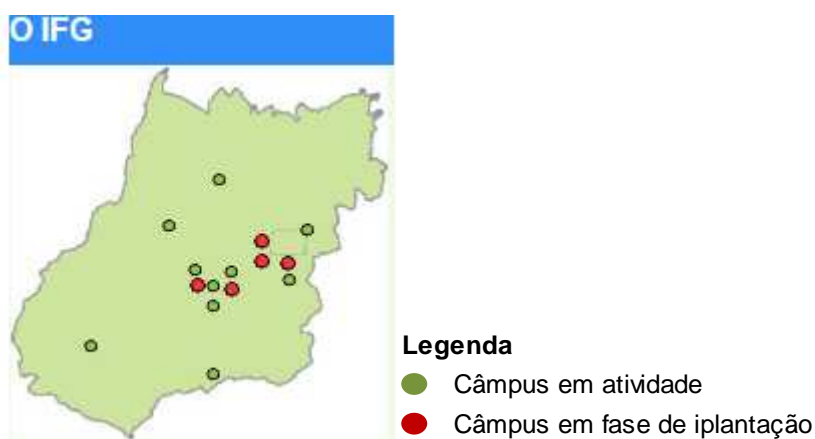 O IFG
Legenda
Câmpus em atividade
Câmpus em fase de iplantação